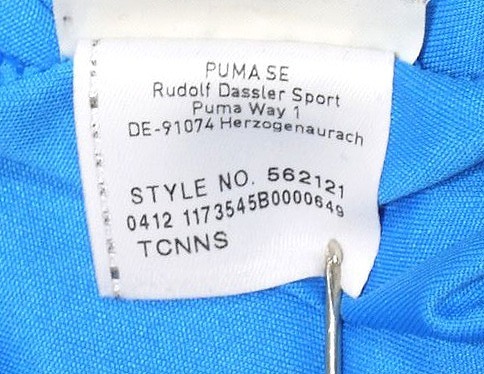 PUMA SE
Rudolf Dassler Sport
Puma Way 1
DE-91074 Herzogenaurach
STYLE NO. 562121
0412 1173545B0000649
TCNNS